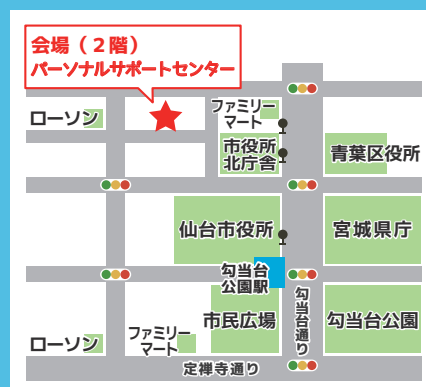 会場（２階）
パーソナルサポートセンター
ローソン
ファミリー
マート
市役所
北庁舎
青葉区役所
仙台市役所
宮城県庁
勾当台
公園駅
市民広場
勾当台通り
勾当台公園
ローソン
ファミリー
マート
定禅寺通り